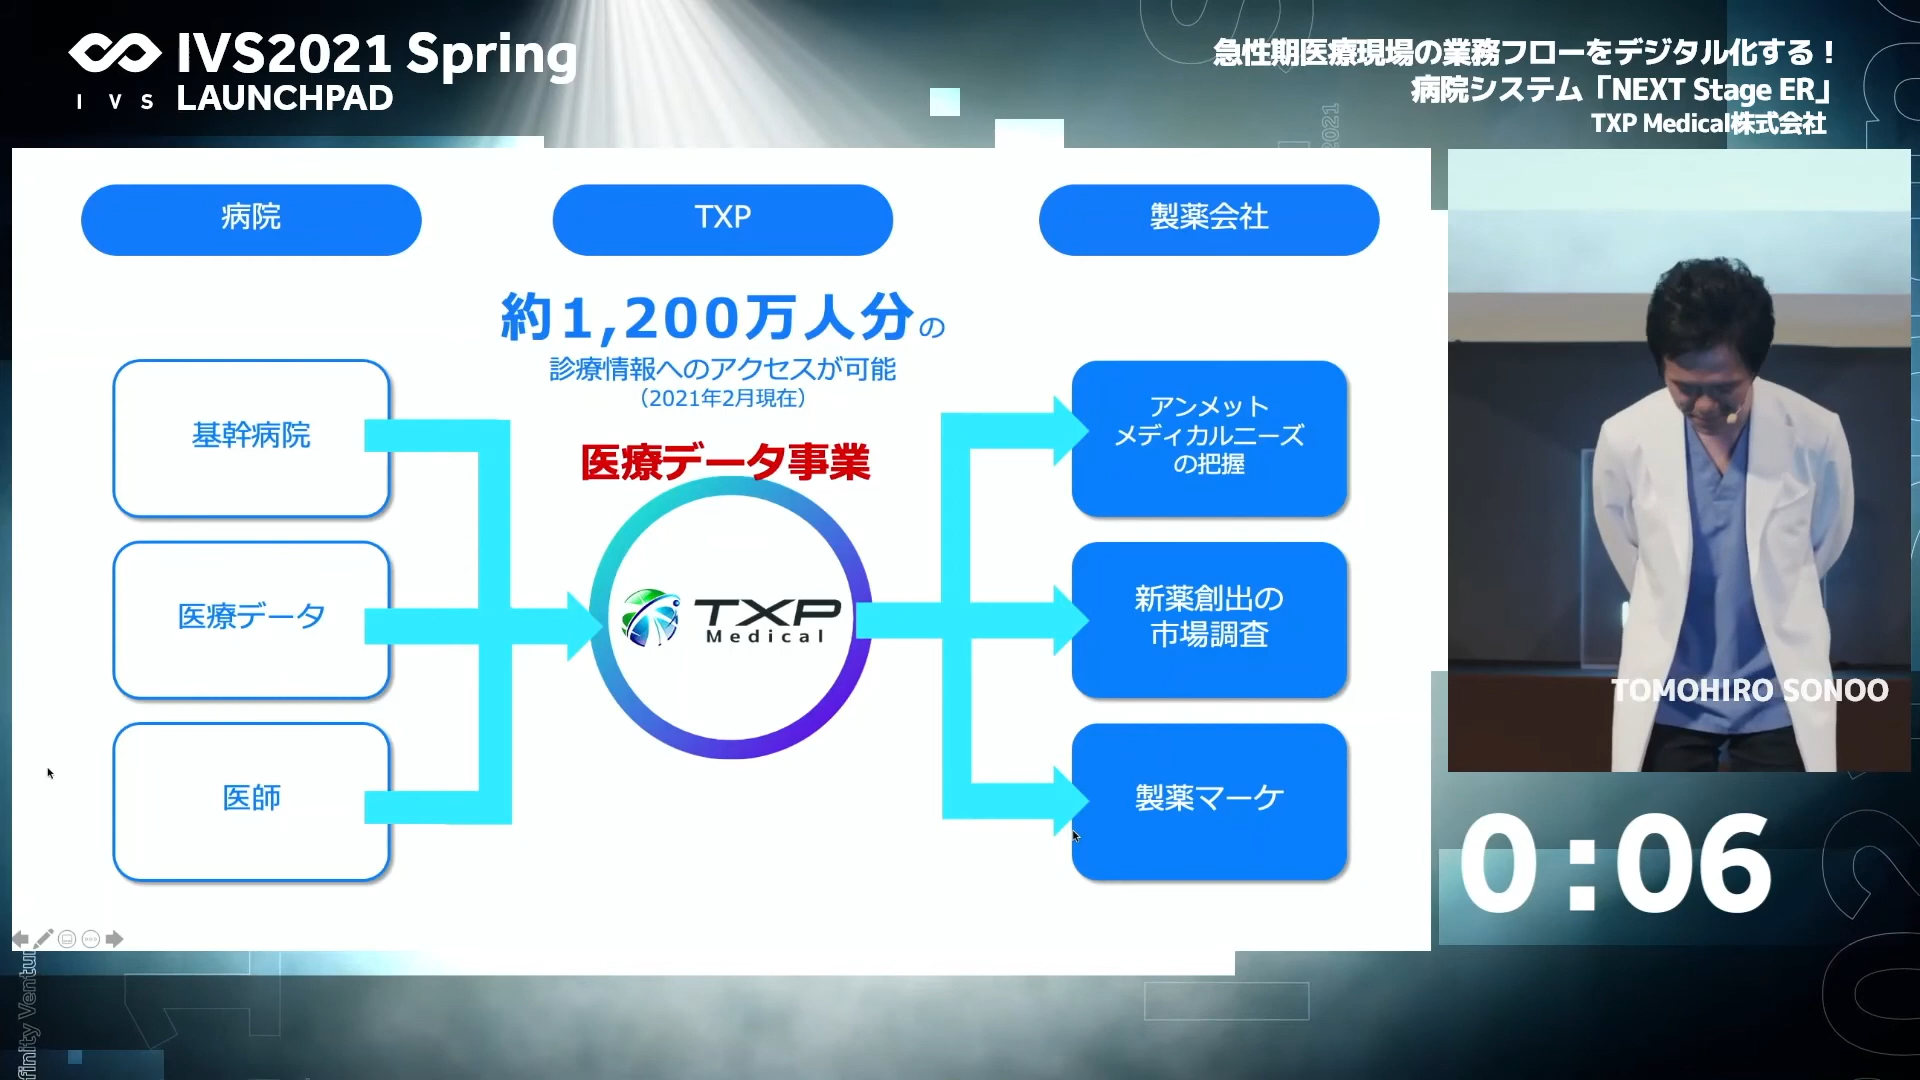 IVS2021 Spring
IVS LAUNCHPAD
急性期医療現場の業務フローをデジタル化する！
病院システム「NEXT Stage ER」
TXP Medical株式会社
2021
病院
TXP
製薬会社
約1,200万人分の
診療情報へのアクセスが可能
（2021年2月現在）
医療データ事業
基幹病院
医療データ
医師
TXP
Medical
アンメット
メディカルニーズ
の把握
新薬創出の
市場調査
製薬マーケ
TOMOHIRO SONOO
0:06